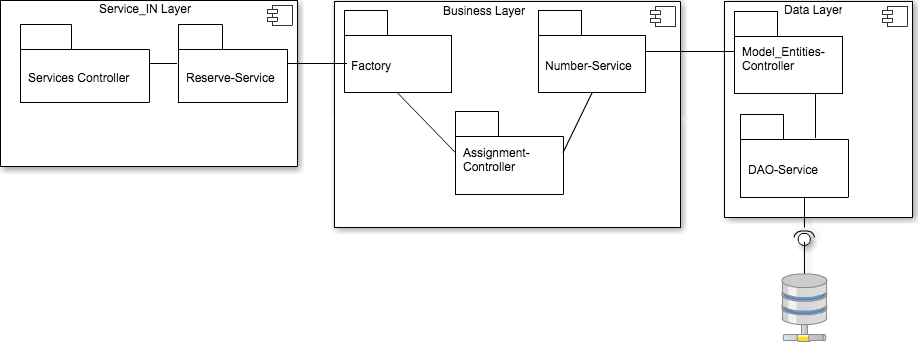 Service_IN Layer
Services Controller
Reserve-Service
Business Layer
Factory
Number-Service
Assignment-
Controller
Data Layer
Model_Entities-
Controller
DAO-Service